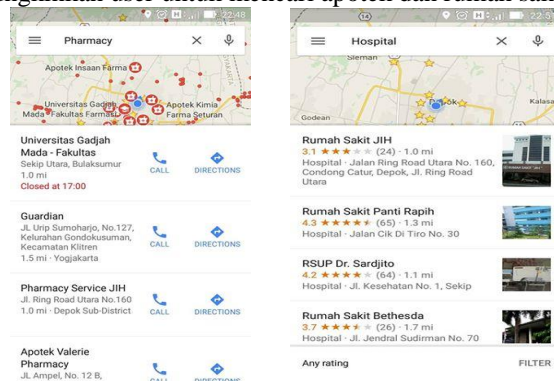 22:48
Pharmacy
Apotek Insaan Farma
Universitas Gadjah
Mada - Fakultas Farmasi
Apotek Kimia
Farma Seturan
Universitas Gadjah
Mada - Fakultas
Sekip Utara, Bulaksumur
1.0 mi
Closed at 17:00
CALL
DIRECTIONS
Guardian
JL Urip Sumoharjo, No.127,
Kelurahan Gondokusuman,
Kecamatan Klitren
1.5 mi · Yogjakarta
CALL
DIRECTIONS
Pharmacy Service JIH
Jl. Ring Road Utara No.160
1.0 mi · Depok Sub-District
CALL
DIRECTIONS
Apotek Valerie
Pharmacy
JL Ampel, No. 12 B,
CALL
DIRECTIONS
Hospital
Sleman
Godean
Rumah Sakit JIH
3.1 ★★★★★ (24) · 1.0 mi
Hospital · Jalan Ring Road Utara No. 160,
Condong Catur, Depok, Jl. Ring Road
Utara
Rumah Sakit Panti Rapih
4.3 ★★★★★ (65) · 1.3 mi
Hospital · Jalan Cik Di Tiro No. 30
RSUP Dr. Sardjito
4.2 ★★★★★ (64) · 1.1 mi
Hospital · Jl. Kesehatan No. 1, Sekip
Rumah Sakit Bethesda
3.7 ★★★★★ (26) · 1.7 mi
Hospital · Jl. Jendral Sudirman No. 70
Any rating
FILTER